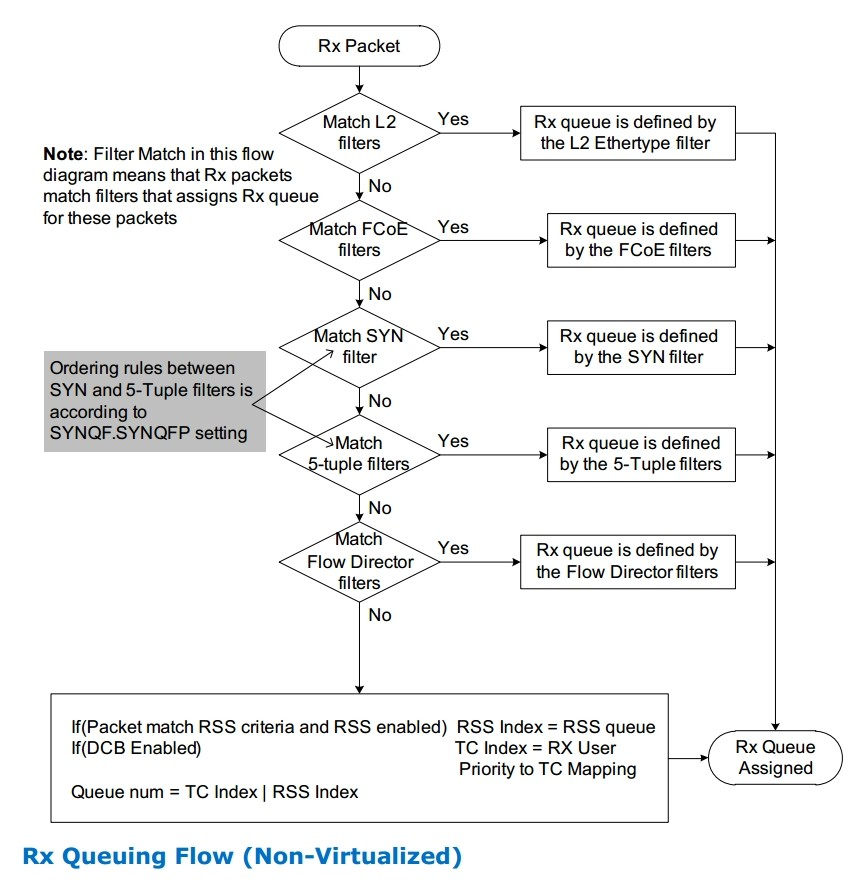 Rx Packet
Match L2
filters
Yes
Rx queue is defined by
the L2 Ethertype filter
Note: Filter Match in this flow
diagram means that Rx packets
match filters that assigns Rx queue
for these packets
No
Match FCoE
filters
Yes
Rx queue is defined
by the FCoE filters
No
Match SYN
filter
Yes
Rx queue is defined
by the SYN filter
Ordering rules between
SYN and 5-Tuple filters is
according to
SYNQF.SYNQFP setting
No
Match
5-tuple filters
Yes
Rx queue is defined
by the 5-Tuple filters
No
Match
Flow Director
filters
Yes
Rx queue is defined by
the Flow Director filters
No
If(Packet match RSS criteria and RSS enabled) RSS Index = RSS queue
If(DCB Enabled) TC Index = RX User
Priority to TC Mapping
Queue num = TC Index | RSS Index
Rx Queue
Assigned
Rx Queuing Flow (Non-Virtualized)